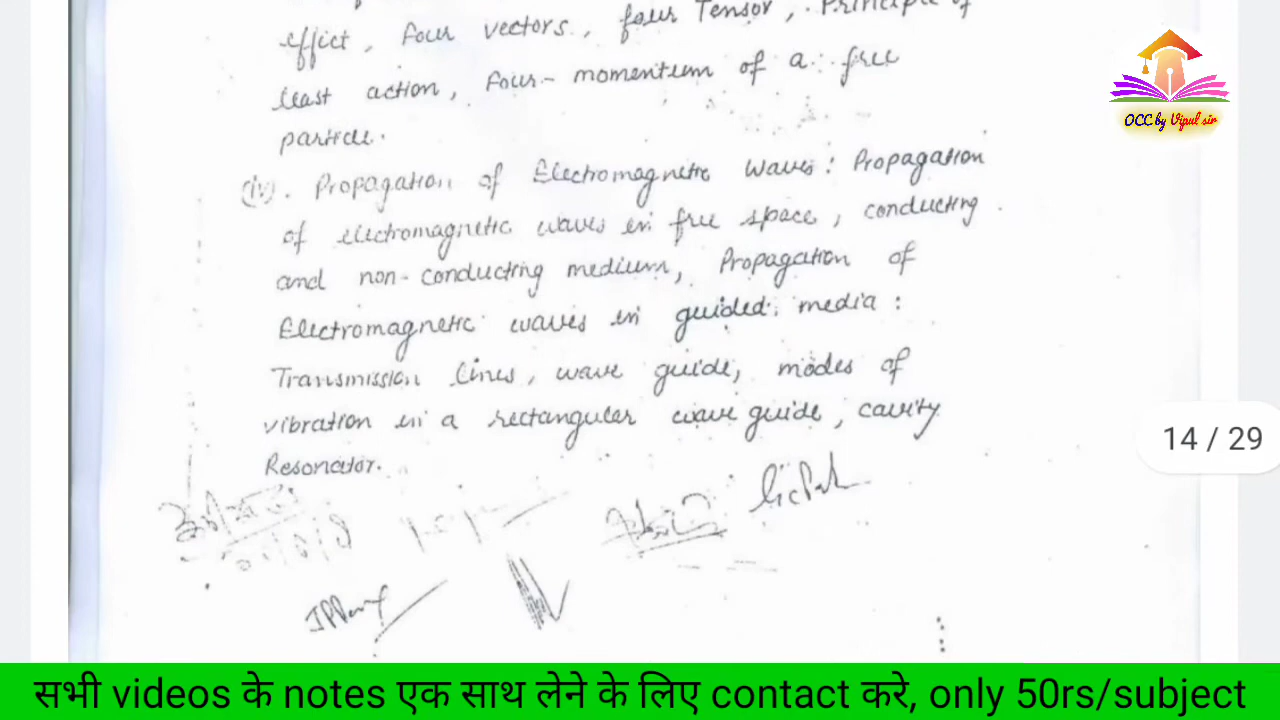 effect, four vectors, four Tensor, Principle of
least action, four-momentum of a free
particle.
(iv). Propagation of Electromagnetic Waves: Propagation
of electromagnetic waves in free space, conducting
and non-conducting medium, Propagation of
Electromagnetic waves in guided media:
Transmission lines, wave guide, modes of
vibration in a rectangular wave guide, cavity
Resonator.
OCC by Vipul sir
14 / 29
सभी videos के notes एक साथ लेने के लिए contact करे, only 50rs/subject